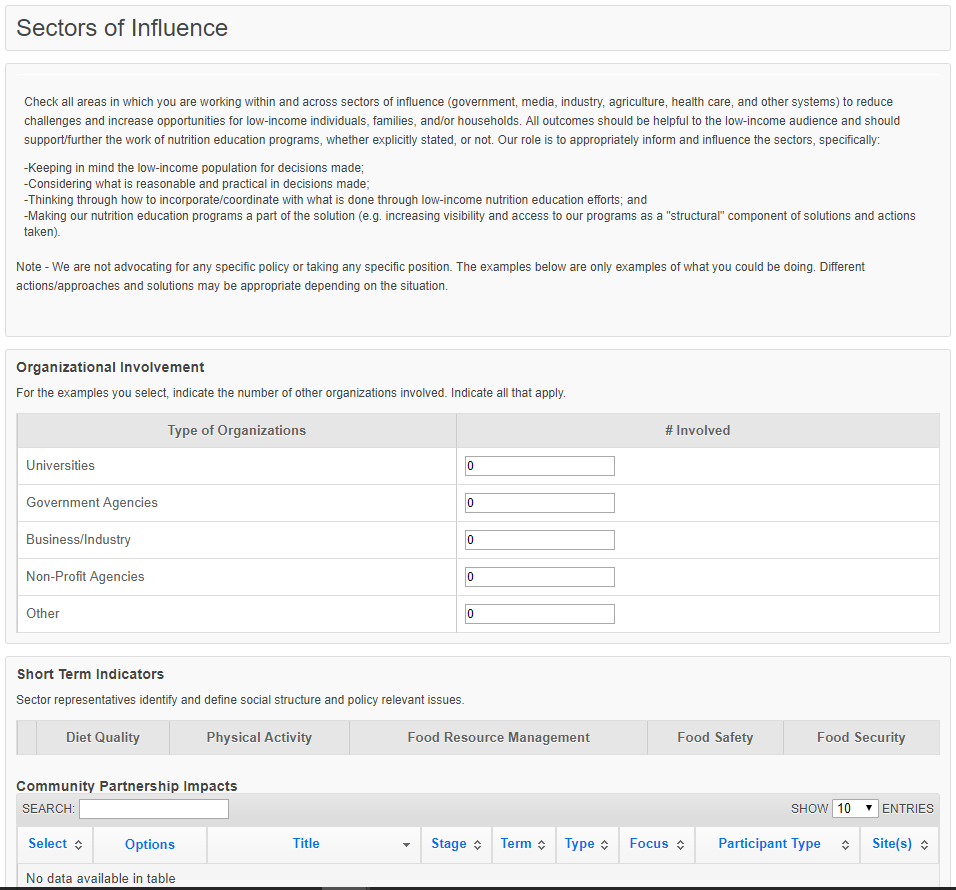 Sectors of Influence
Check all areas in which you are working within and across sectors of influence (government, media, industry, agriculture, health care, and other systems) to reduce
challenges and increase opportunities for low-income individuals, families, and/or households. All outcomes should be helpful to the low-income audience and should
support/further the work of nutrition education programs, whether explicitly stated, or not. Our role is to appropriately inform and influence the sectors, specifically:
-Keeping in mind the low-income population for decisions made;
-Considering what is reasonable and practical in decisions made;
-Thinking through how to incorporate/coordinate with what is done through low-income nutrition education efforts; and
-Making our nutrition education programs a part of the solution (e.g. increasing visibility and access to our programs as a "structural" component of solutions and actions
taken).
Note - We are not advocating for any specific policy or taking any specific position. The examples below are only examples of what you could be doing. Different
actions/approaches and solutions may be appropriate depending on the situation.
Organizational Involvement
For the examples you select, indicate the number of other organizations involved. Indicate all that apply.
Type of Organizations # Involved
Universities 0
Government Agencies 0
Business/Industry 0
Non-Profit Agencies 0
Other 0
Short Term Indicators
Sector representatives identify and define social structure and policy relevant issues.
Diet Quality Physical Activity Food Resource Management Food Safety Food Security
Community Partnership Impacts
SEARCH: SHOW 10 ENTRIES
Select Options Title Stage Term Type Focus Participant Type Site(s)
No data available in table